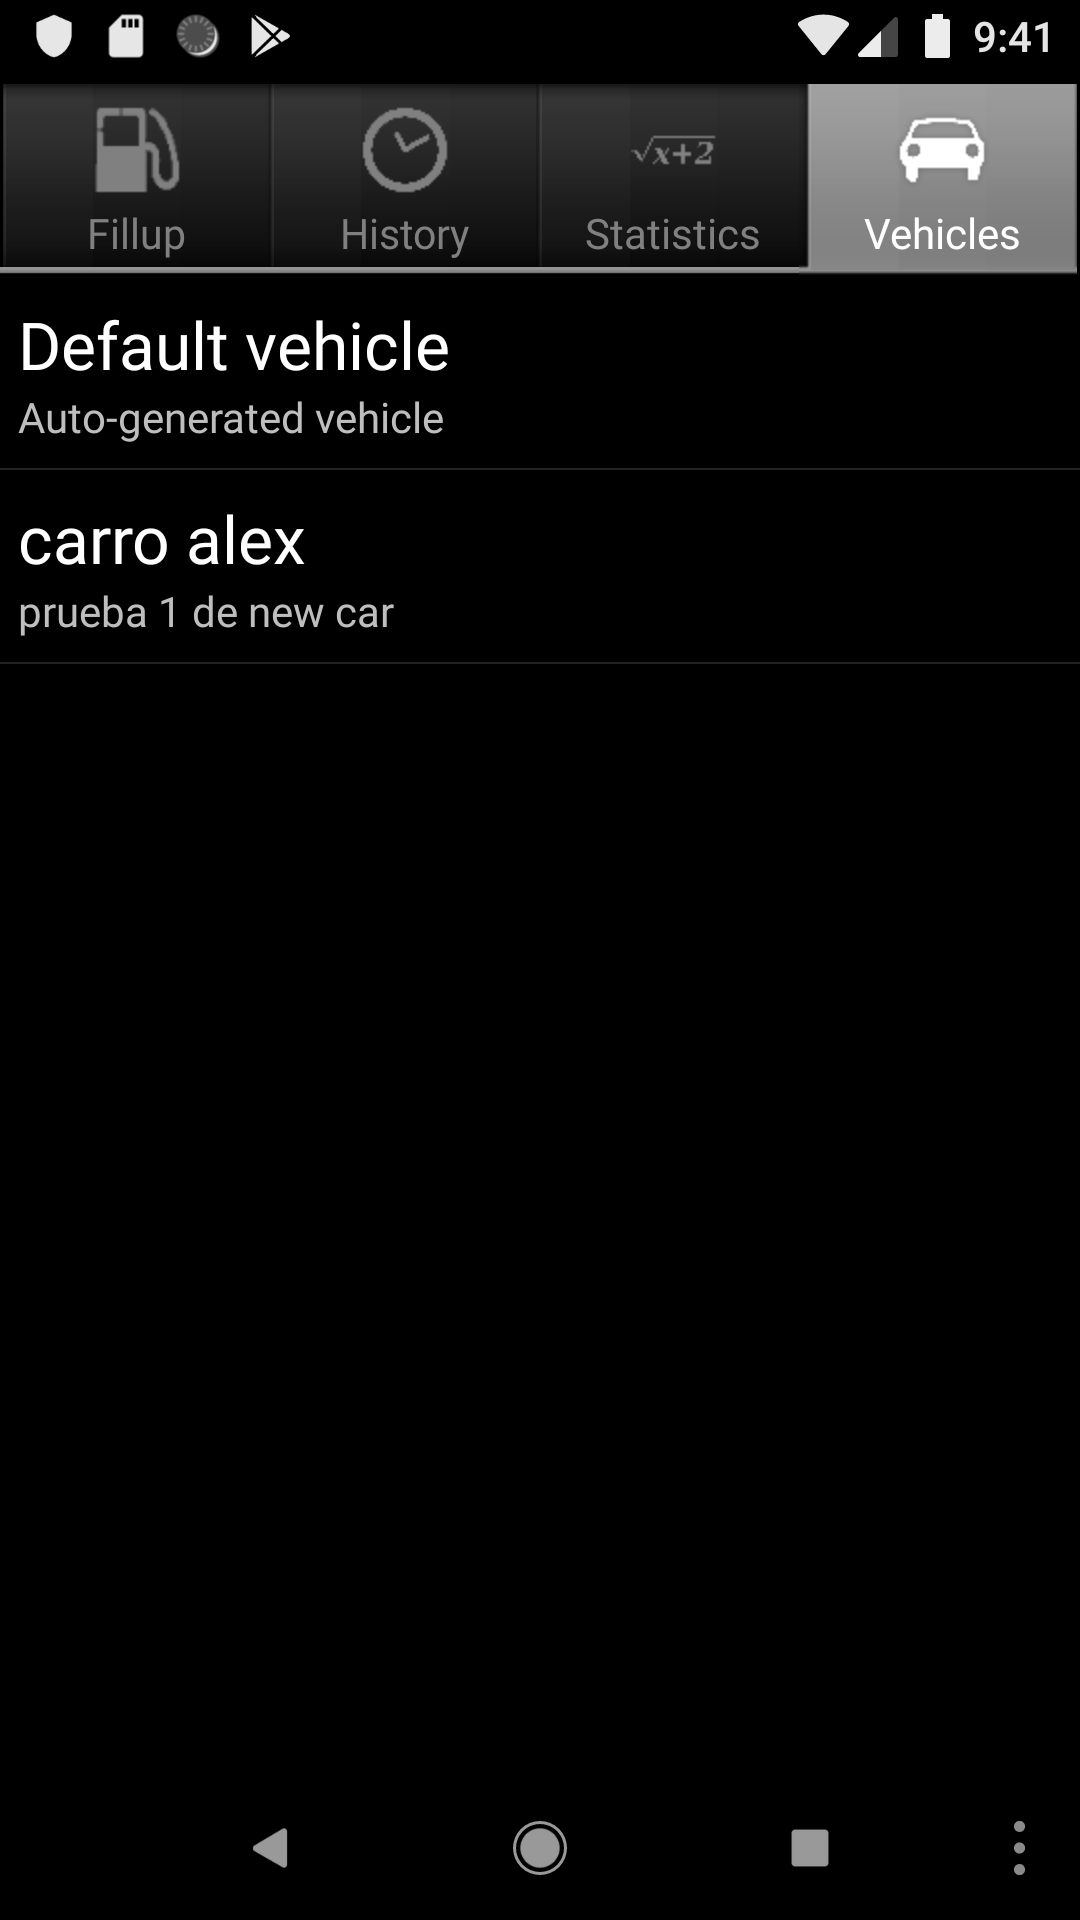 9:41
Fillup
History
√x+2
Statistics
Vehicles
Default vehicle
Auto-generated vehicle
carro alex
prueba 1 de new car